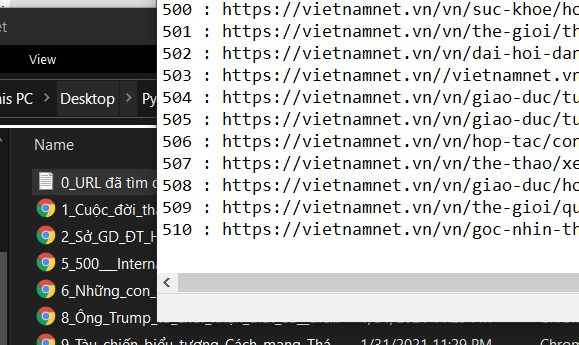 et
View
his PC > Desktop > Py
Name
0_URL đã tìm
1_Cuộc_đời_th
2_Sở_GD_ĐT_H
5_500___Interna
6_Những_con_
8_Ông_Trump
9_Tàu_chiến_biểu_tượng_Cách_mạng_Thá
1/31/2021 11:29 PM
Chrom
500 : https://vietnamnet.vn/vn/suc-khoe/ho
501 : https://vietnamnet.vn/vn/the-gioi/th
502 : https://vietnamnet.vn/vn/dai-hoi-dan
503 : https://vietnamnet.vn//vietnamnet.vn
504 : https://vietnamnet.vn/vn/giao-duc/tu
505 : https://vietnamnet.vn/vn/giao-duc/tu
506 : https://vietnamnet.vn/vn/hop-tac/con
507 : https://vietnamnet.vn/vn/the-thao/xe
508 : https://vietnamnet.vn/vn/giao-duc/ho
509 : https://vietnamnet.vn/vn/the-gioi/qu
510 : https://vietnamnet.vn/vn/goc-nhin-th